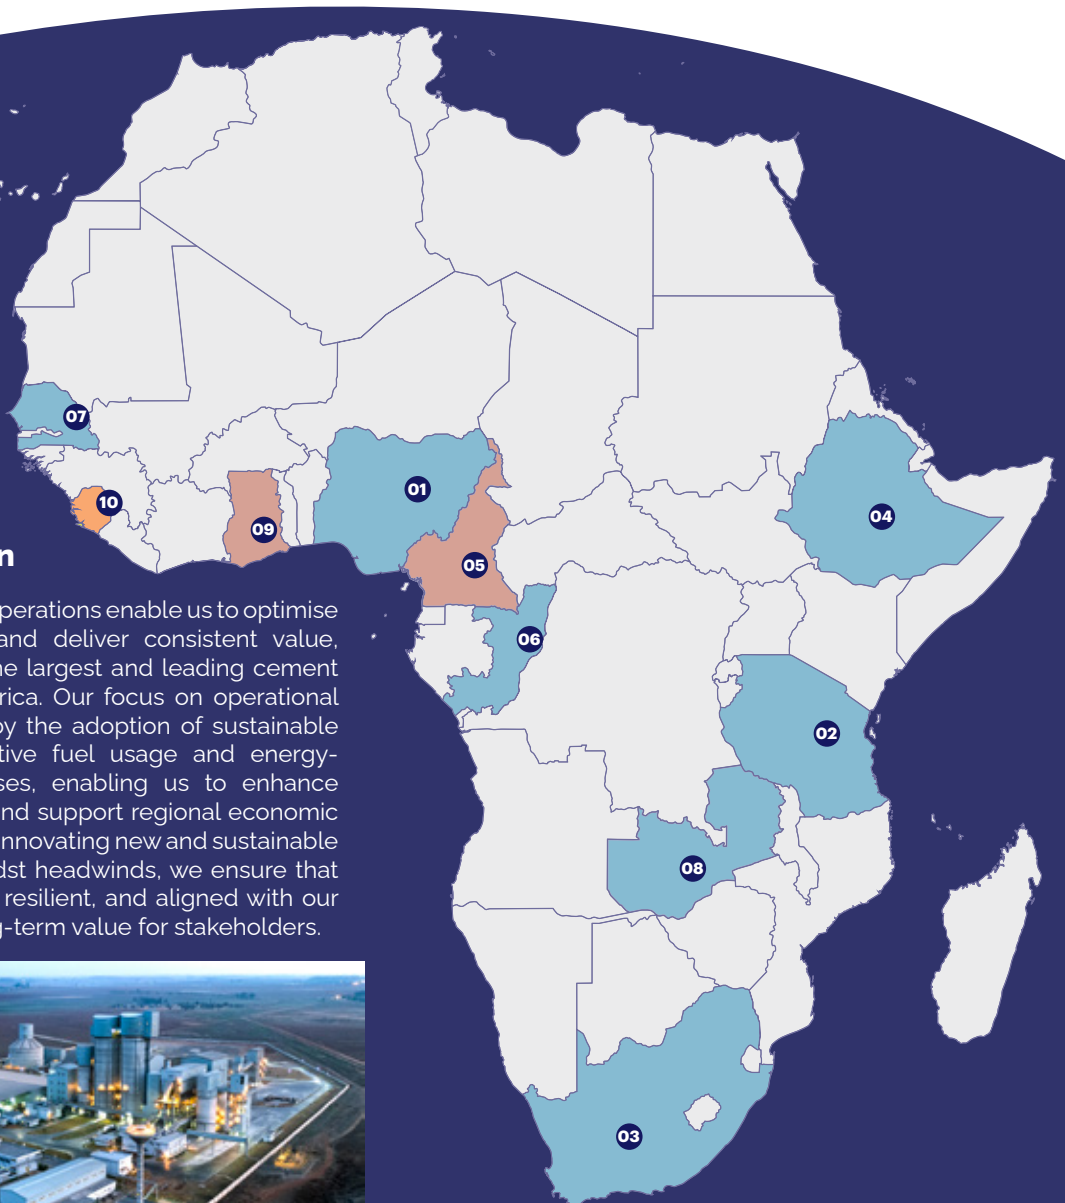 07
01
10
04
09
05
n
perations enable us to optimise
and deliver consistent value,
he largest and leading cement
rica. Our focus on operational
by the adoption of sustainable
tive fuel usage and energy-
ses, enabling us to enhance
nd support regional economic
innovating new and sustainable
dst headwinds, we ensure that
resilient, and aligned with our
g-term value for stakeholders.
06
02
08
03